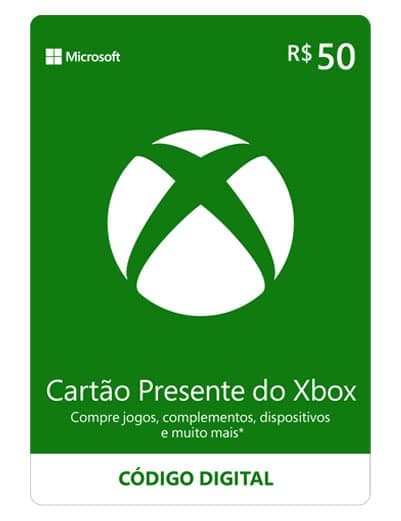 Microsoft
R$ 50
Cartão Presente do Xbox
Compre jogos, complementos, dispositivos
e muito mais*
CÓDIGO DIGITAL